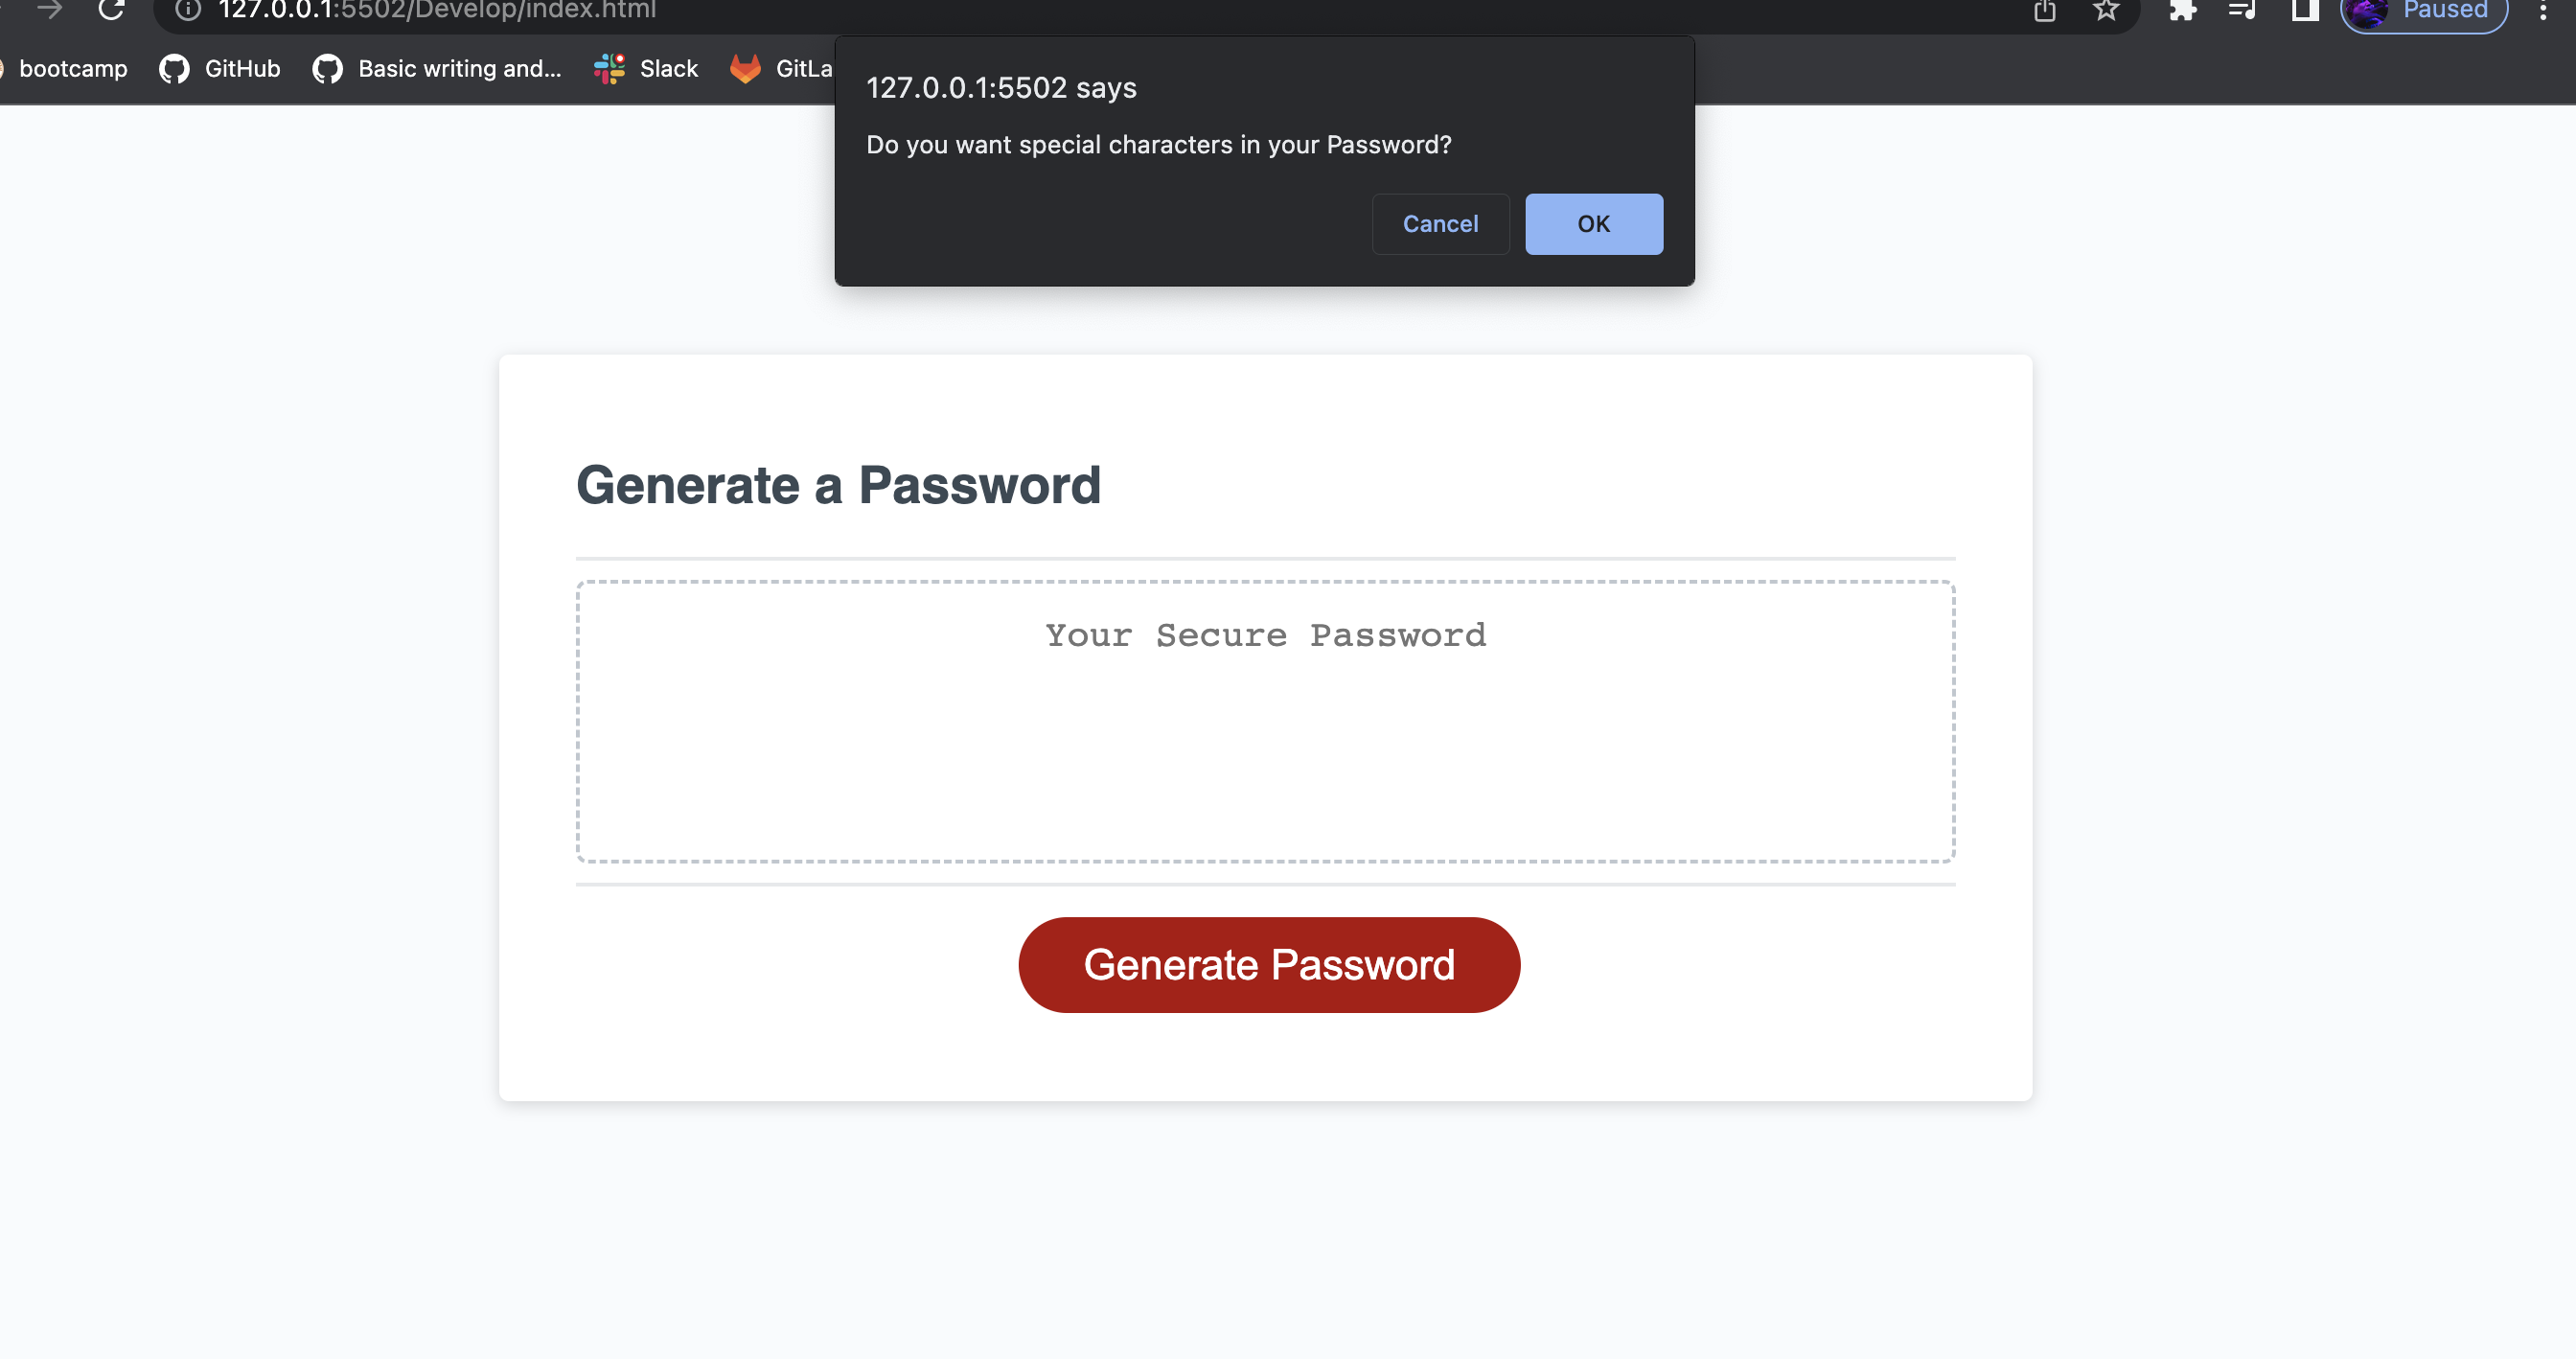 127.0.0.1:5502/Develop/index.html
Paused
bootcamp
GitHub
Basic writing and...
Slack
GitLa
127.0.0.1:5502 says
Do you want special characters in your Password?
Cancel
OK
Generate a Password
Your Secure Password
Generate Password